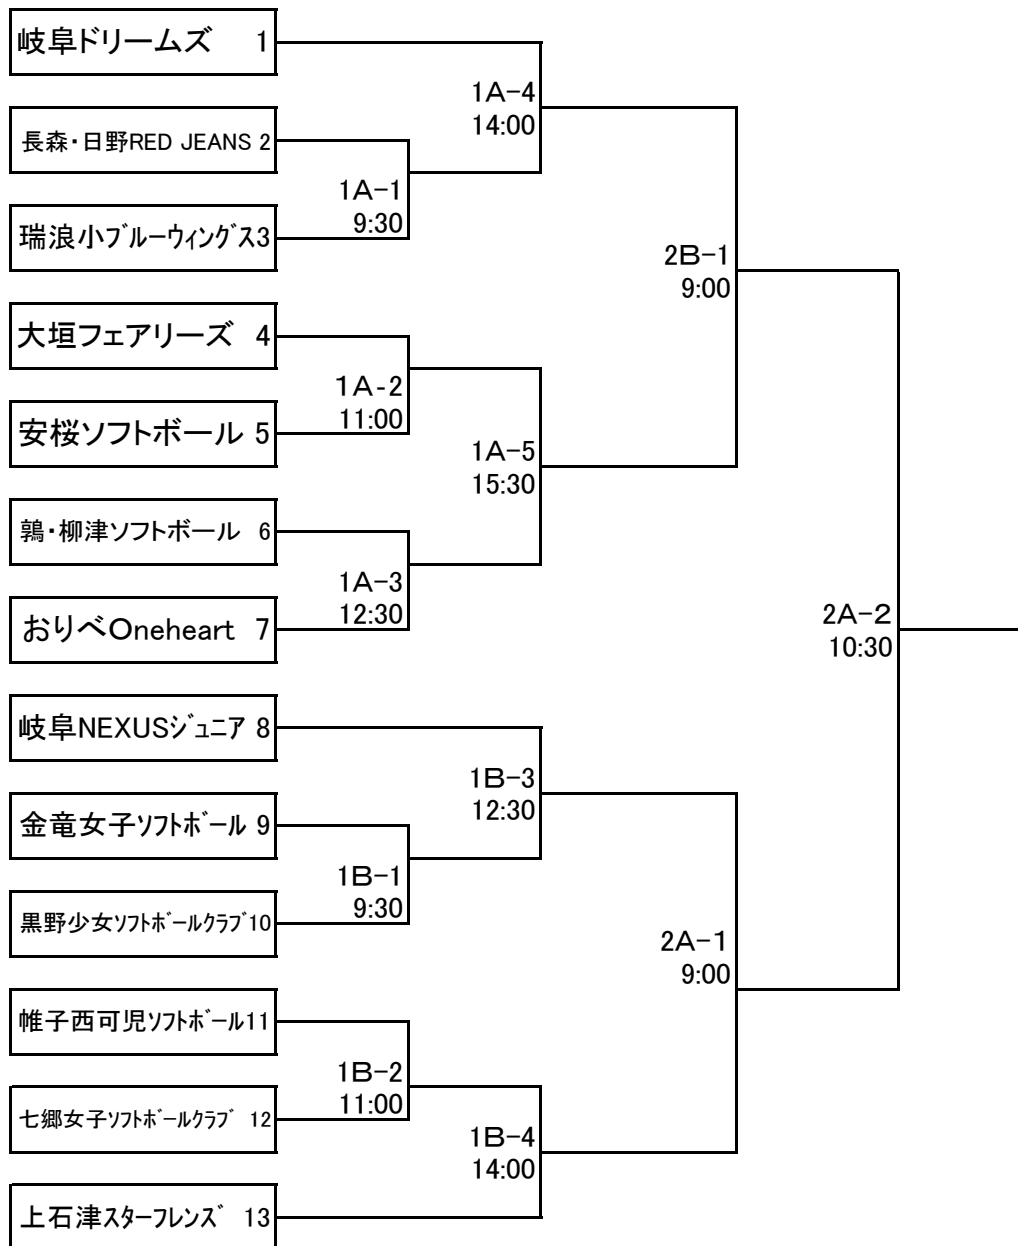 岐阜ドリームズ 1
1A-4
14:00
長森・日野RED JEANS 2
1A-1
9:30
瑞浪小ﾌﾞﾙｰｳｨﾝｸﾞｽ3
2B-1
9:00
大垣フェアリーズ 4
1A-2
11:00
安桜ソフトボール 5
1A-5
15:30
鶉・柳津ソフトボール 6
1A-3
12:30
おりべOneheart 7
2A-2
10:30
岐阜NEXUSｼﾞｭﾆｱ 8
1B-3
12:30
金竜女子ｿﾌﾄﾎﾞｰﾙ 9
1B-1
9:30
黒野少女ｿﾌﾄﾎﾞｰﾙｸﾗﾌﾞ10
2A-1
9:00
帷子西可児ｿﾌﾄﾎﾞｰﾙ11
1B-2
11:00
七郷女子ｿﾌﾄﾎﾞｰﾙｸﾗﾌﾞ 12
1B-4
14:00
上石津ｽﾀｰﾌﾚﾝｽﾞ 13